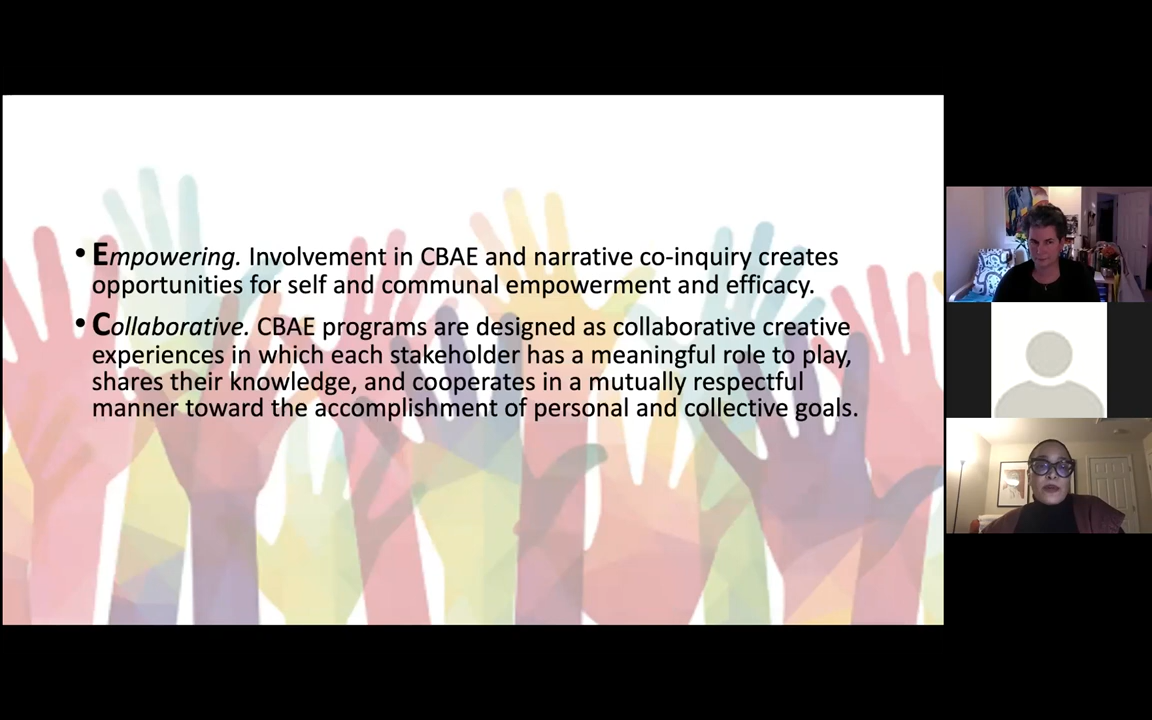 • Empowering. Involvement in CBAE and narrative co-inquiry creates
opportunities for self and communal empowerment and efficacy.
• Collaborative. CBAE programs are designed as collaborative creative
experiences in which each stakeholder has a meaningful role to play,
shares their knowledge, and cooperates in a mutually respectful
manner toward the accomplishment of personal and collective goals.